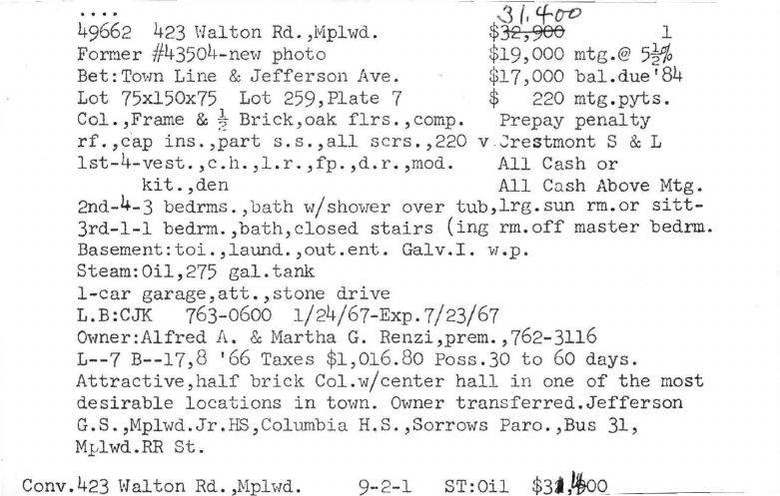 ....
31,400
49662 423 Walton Rd.,Mplwd. $32,900 1
Former #43504-new photo $19,000 mtg.@ 5½%
Bet:Town Line & Jefferson Ave. $17,000 bal.due'84
Lot 75x150x75 Lot 259,Plate 7 $ 220 mtg.pyts.
Col.,Frame & ½ Brick,oak flrs.,comp. Prepay penalty
rf.,cap ins.,part s.s.,all scrs.,220 v.Crestmont S & L
1st-4-vest.,c.h.,l.r.,fp.,d.r.,mod. All Cash or
kit.,den All Cash Above Mtg.
2nd-4-3 bedrms.,bath w/shower over tub,lrg.sun rm.or sitt-
3rd-1-1 bedrm.,bath,closed stairs (ing rm.off master bedrm.
Basement:toi.,laund.,out.ent. Galv.I. w.p.
Steam:Oil,275 gal.tank
1-car garage,att.,stone drive
L.B:CJK 763-0600 1/24/67-Exp.7/23/67
Owner:Alfred A. & Martha G. Renzi,prem.,762-3116
L--7 B--17,8 '66 Taxes $1,016.80 Poss.30 to 60 days.
Attractive,half brick Col.w/center hall in one of the most
desirable locations in town. Owner transferred.Jefferson
G.S.,Mplwd.Jr.HS,Columbia H.S.,Sorrows Paro.,Bus 31,
Mplwd.RR St.
Conv.423 Walton Rd.,Mplwd. 9-2-1 ST:Oil $31,400